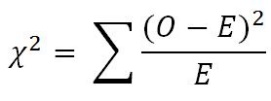 χ² = ∑ (O − E)² / E